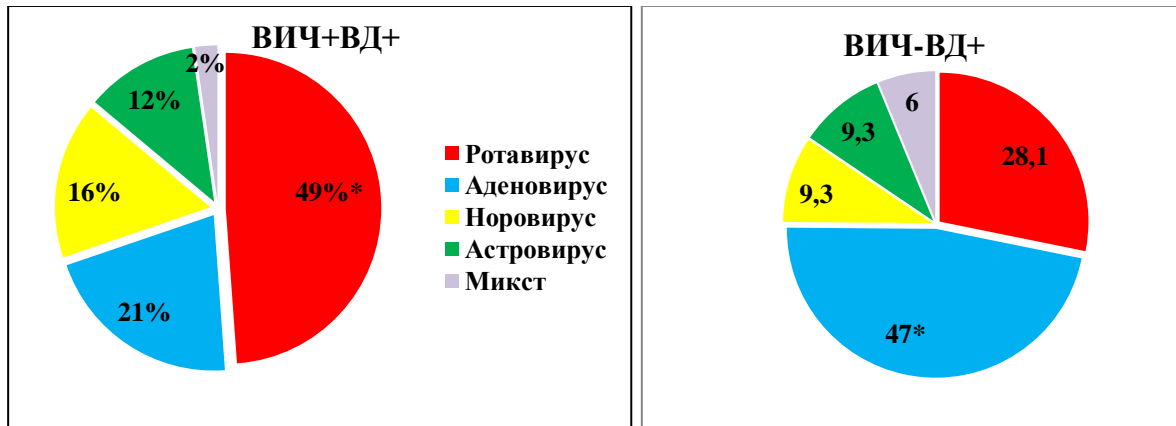 ВИЧ+ВД+
2%
12%
16%
49%*
21%
Ротавирус
Аденовирус
Норовирус
Астровирус
Микст
ВИЧ-ВД+
6
9,3
28,1
9,3
47*